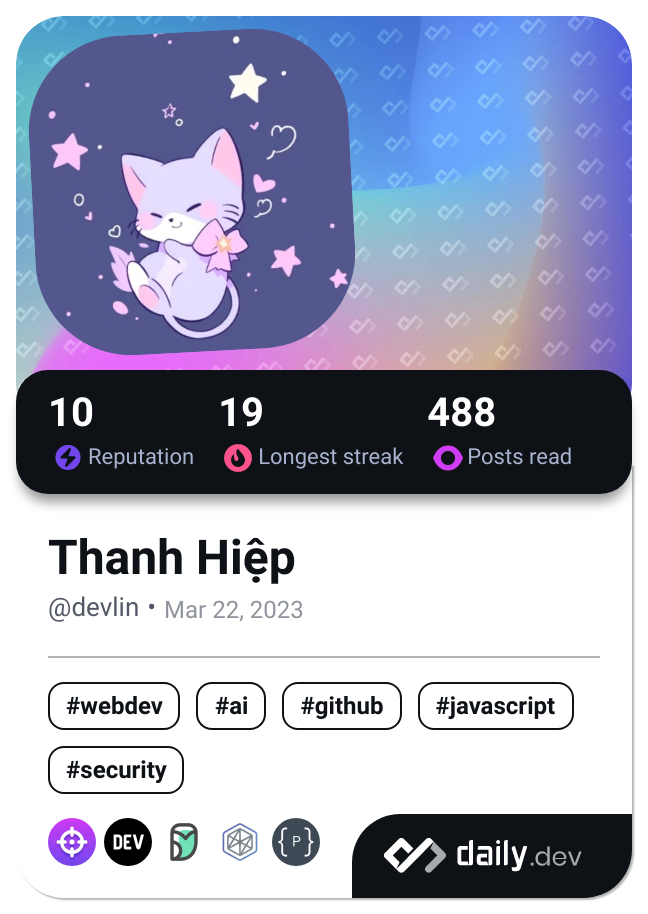 10 19 488
Reputation Longest streak Posts read
Thanh Hiệp
@devlin • Mar 22, 2023
#webdev #ai #github #javascript
#security
DEV {P} daily.dev